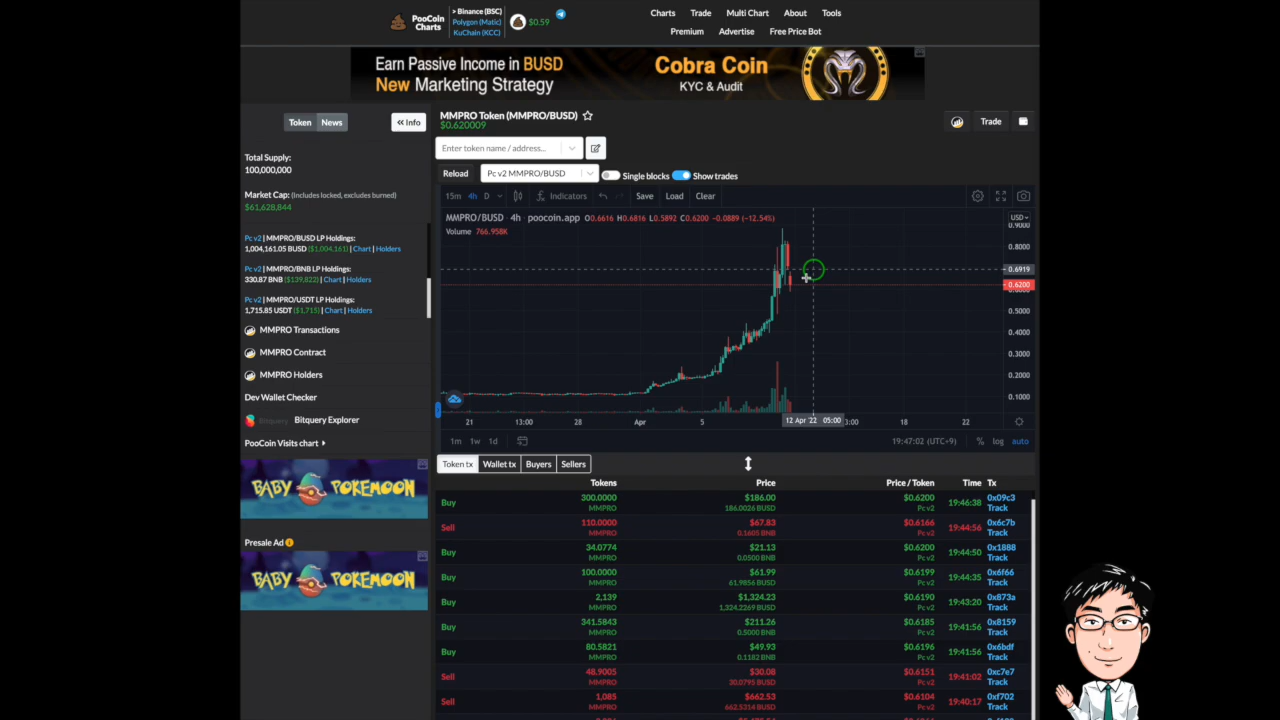 PooCoin
Charts
> Binance (BSC)
Polygon (Matic)
KuChain (KCC)
$0.59
Charts
Trade
Multi Chart
About
Tools
Premium
Advertise
Free Price Bot
Earn Passive Income in BUSD
New Marketing Strategy
Cobra Coin
KYC & Audit
Token
News
« Info
Total Supply:
100,000,000
Market Cap: (Includes locked, excludes burned)
$61,628,844
Pc v2 | MMPRO/BUSD LP Holdings:
1,004,161.05 BUSD ($1,004,161) | Chart | Holders
Pc v2 | MMPRO/BNB LP Holdings:
330.87 BNB ($139,822) | Chart | Holders
Pc v2 | MMPRO/USDT LP Holdings:
1,715.85 USDT ($1,715) | Chart | Holders
MMPRO Transactions
MMPRO Contract
MMPRO Holders
Dev Wallet Checker
Bitquery
Bitquery Explorer
PooCoin Visits chart
BABY POKEMOON
Presale Ad
BABY POKEMOON
MMPRO Token (MMPRO/BUSD)
$0.620009
Trade
Enter token name / address...
Reload
Pc v2 MMPRO/BUSD
Single blocks
Show trades
15m
4h
D
Indicators
Save
Load
Clear
MMPRO/BUSD · 4h poocoin.app O0.6616 H0.6816 L0.5892 C0.6200 -0.0889 (-12.54%)
Volume 766.958K
USD
0.9000
0.8000
0.6919
0.6200
0.5000
0.4000
0.3000
0.2000
0.1000
21
13:00
28
Apr
5
12 Apr '22 05:00
3:00
18
22
1m
1w
1d
19:47:02 (UTC+9)
%
log
auto
Token tx
Wallet tx
Buyers
Sellers
Tokens
Price
Price / Token
Time
Tx
Buy 300.0000 $186.00 $0.6200 19:46:38 0x09c3
MMPRO 186.0026 BUSD Pc v2 Track
Sell 110.0000 $67.83 $0.6166 19:44:56 0x6c7b
MMPRO 0.1605 BNB Pc v2 Track
Buy 34.0774 $21.13 $0.6200 19:44:50 0x1888
MMPRO 0.0500 BNB Pc v2 Track
Buy 100.0000 $61.99 $0.6199 19:44:35 0x6f66
MMPRO 61.9856 BUSD Pc v2 Track
Buy 2,139 $1,324.23 $0.6190 19:43:20 0x873a
MMPRO 1,324.2269 BUSD Pc v2 Track
Buy 341.5843 $211.26 $0.6185 19:41:56 0x8159
MMPRO 0.5000 BNB Pc v2 Track
Buy 80.5821 $49.93 $0.6196 19:41:56 0x6bdf
MMPRO 0.1182 BNB Pc v2 Track
Sell 48.9005 $30.08 $0.6151 19:41:02 0xc7e7
MMPRO 30.0795 BUSD Pc v2 Track
Sell 1,085 $662.53 $0.6104 19:40:17 0xf702
MMPRO 662.5314 BUSD Pc v2 Track